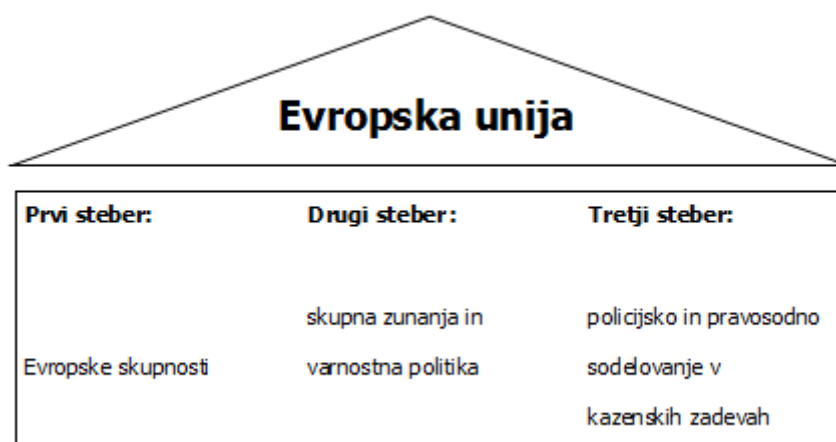 Evropska unija
Prvi steber:
Drugi steber:
Tretji steber:
Evropske skupnosti
skupna zunanja in
varnostna politika
policijsko in pravosodno
sodelovanje v
kazenskih zadevah